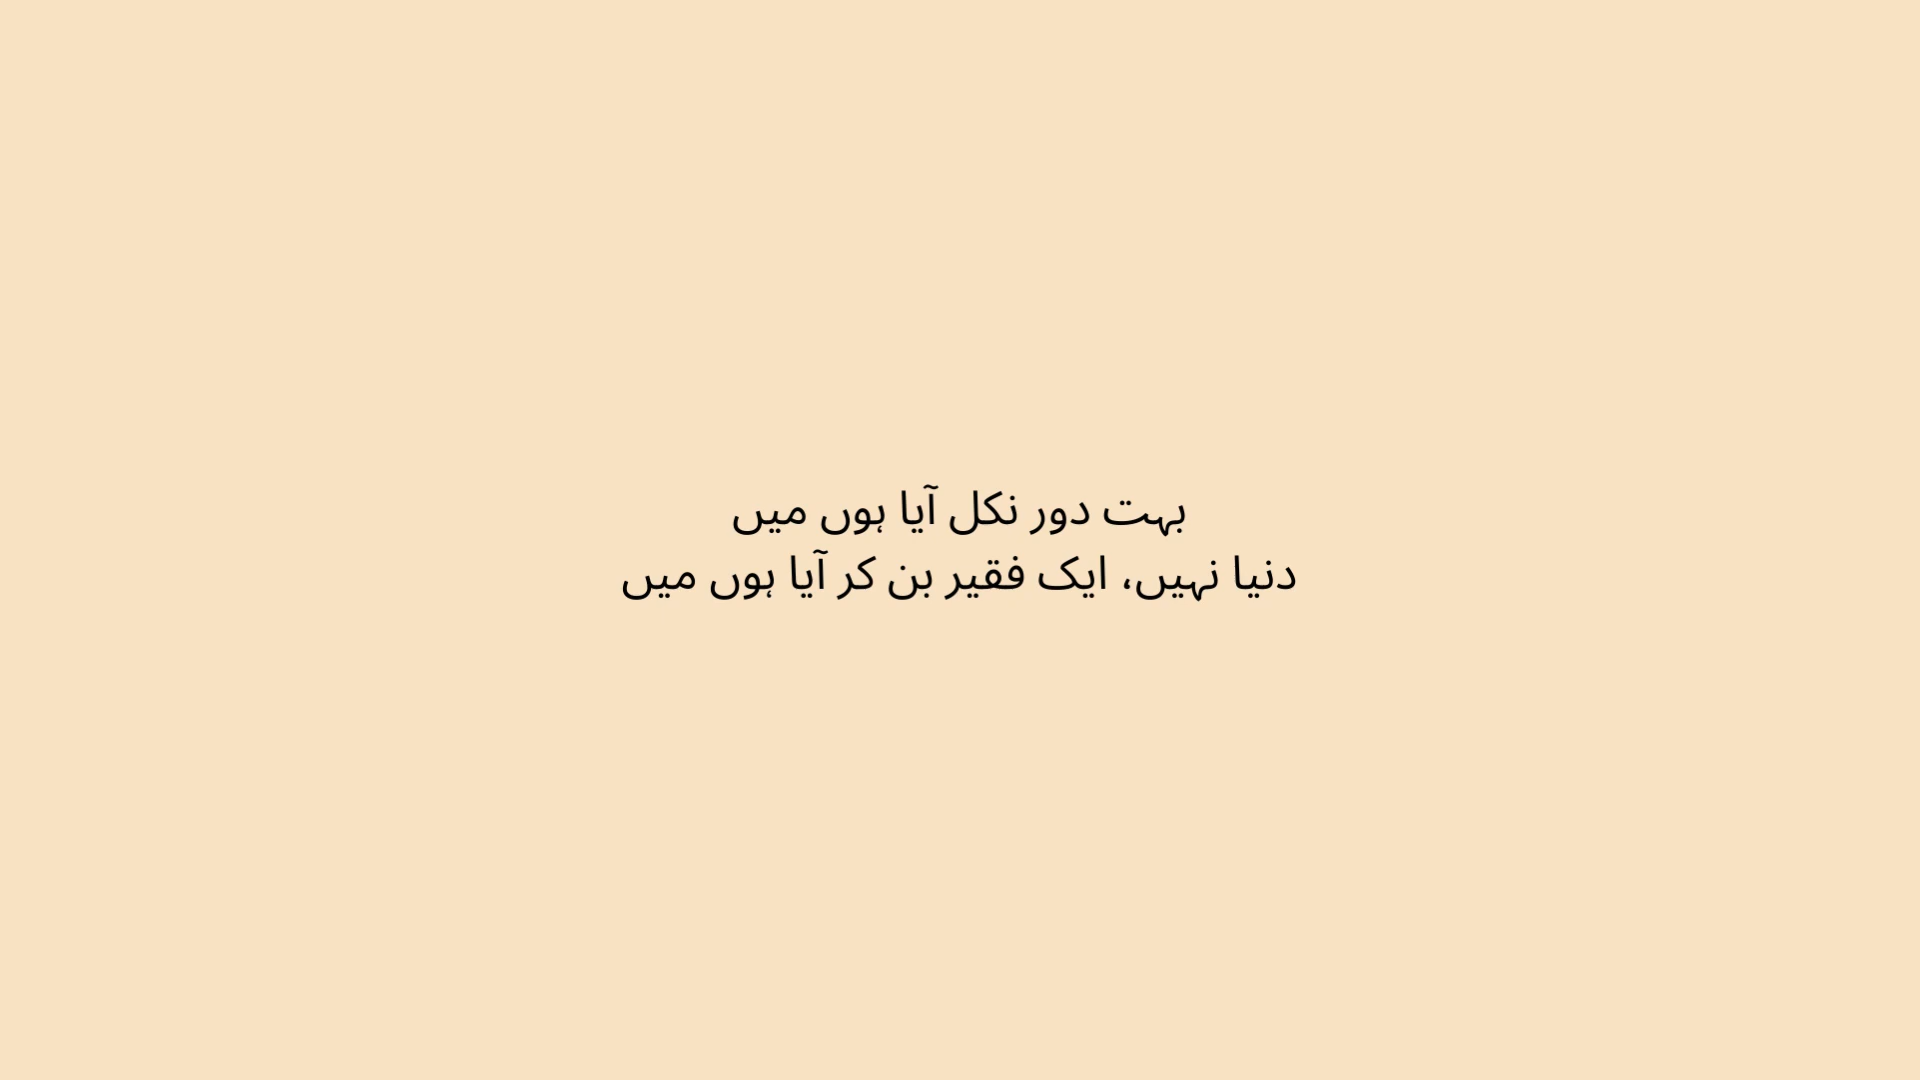 بہت دور نکل آیا ہوں میں
دنیا نہیں، ایک فقیر بن کر آیا ہوں میں